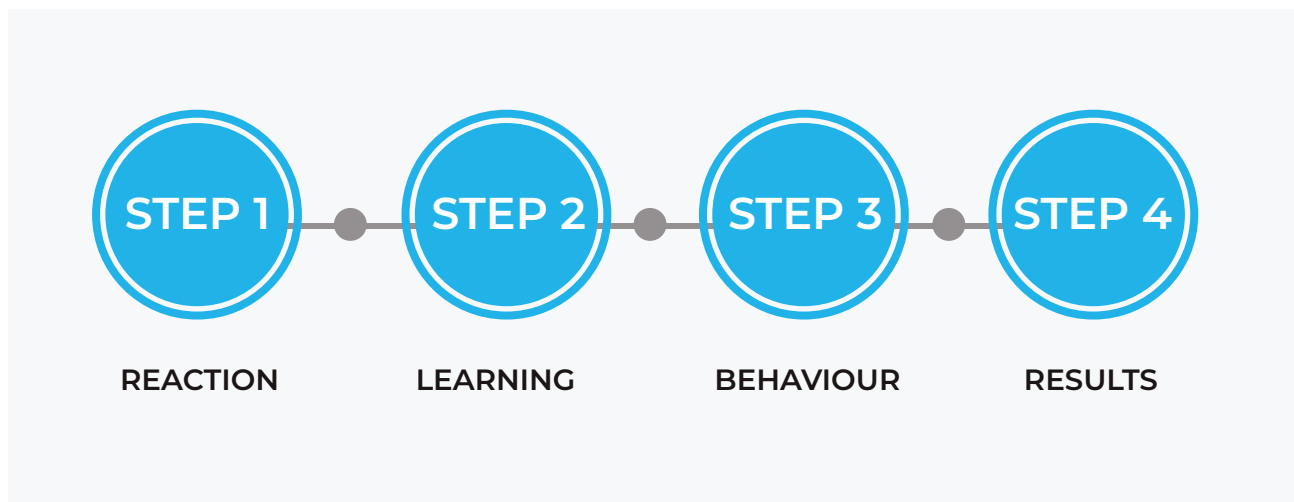 STEP 1
STEP 2
STEP 3
STEP 4
REACTION
LEARNING
BEHAVIOUR
RESULTS